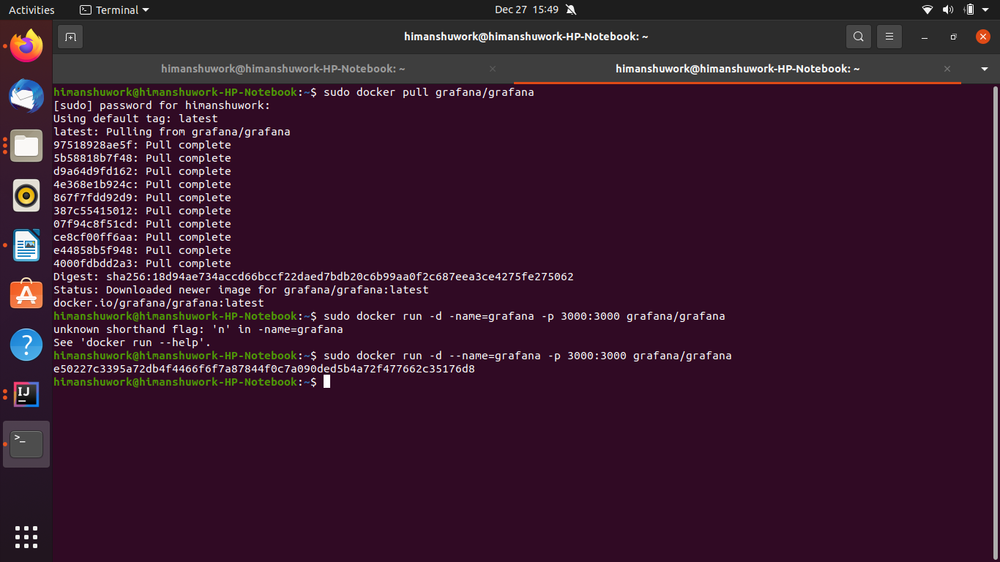 Activities
Terminal
Dec 27 15:49
himanshuwork@himanshuwork-HP-Notebook: ~
himanshuwork@himanshuwork-HP-Notebook: ~
himanshuwork@himanshuwork-HP-Notebook: ~
himanshuwork@himanshuwork-HP-Notebook:~$ sudo docker pull grafana/grafana
[sudo] password for himanshuwork:
Using default tag: latest
latest: Pulling from grafana/grafana
97518928ae5f: Pull complete
5b58818b7f48: Pull complete
d9a64d9fd162: Pull complete
4e368e1b924c: Pull complete
867f7fdd92d9: Pull complete
387c55415012: Pull complete
07f94c8f51cd: Pull complete
ce8cf00ff6aa: Pull complete
e44858b5f948: Pull complete
4000fdbdd2a3: Pull complete
Digest: sha256:18d94ae734accd66bccf22daed7bdb20c6b99aa0f2c687eea3ce4275fe275062
Status: Downloaded newer image for grafana/grafana:latest
docker.io/grafana/grafana:latest
himanshuwork@himanshuwork-HP-Notebook:~$ sudo docker run -d -name=grafana -p 3000:3000 grafana/grafana
unknown shorthand flag: 'n' in -name=grafana
See 'docker run --help'.
himanshuwork@himanshuwork-HP-Notebook:~$ sudo docker run -d --name=grafana -p 3000:3000 grafana/grafana
e50227c3395a72db4f4466f6f7a87844f0c7a090ded5b4a72f477662c35176d8
himanshuwork@himanshuwork-HP-Notebook:~$
IJ
>_